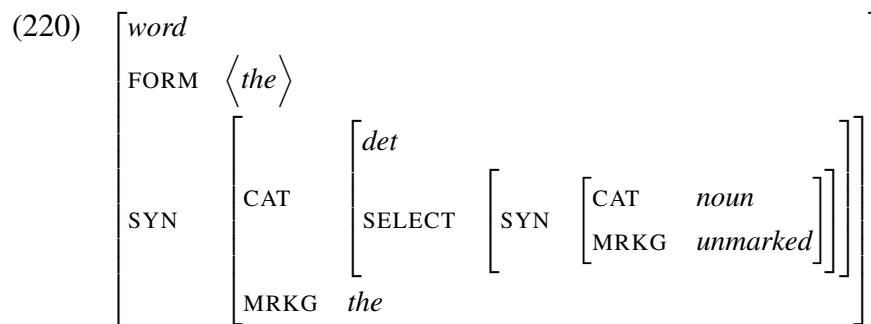 (220) word
FORM ⟨the⟩
det
CAT
SYN SELECT SYN CAT noun
MRKG unmarked
MRKG the